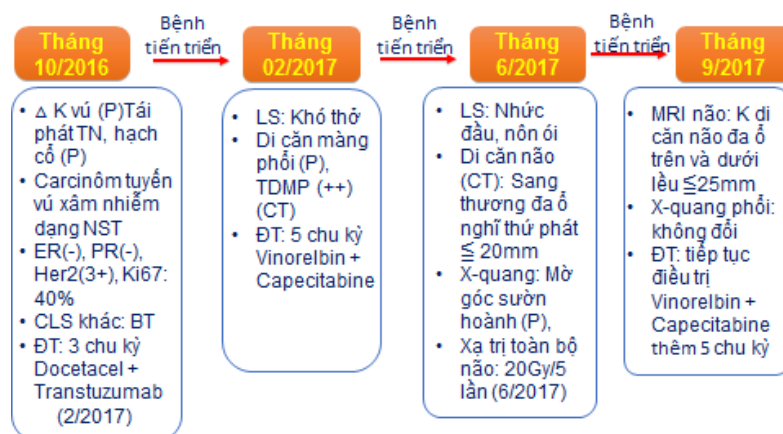 Tháng
10/2016
Bệnh
tiến triển
Tháng
02/2017
Bệnh
tiến triển
Tháng
6/2017
Bệnh
tiến triển
Tháng
9/2017
• Δ K vú (P)Tái
phát TN, hạch
cổ (P)
• Carcinôm tuyến
vú xâm nhiễm
dạng NST
• ER(-), PR(-),
Her2(3+), Ki67:
40%
• CLS khác: BT
• ĐT: 3 chu kỳ
Docetacel +
Transtuzumab
(2/2017)
• LS: Khó thở
• Di căn màng
phổi (P),
TDMP (++)
(CT)
• ĐT: 5 chu kỳ
Vinorelbin +
Capecitabine
• LS: Nhức
đầu, nôn ói
• Di căn não
(CT): Sang
thương đa ổ
nghĩ thứ phát
≦ 20mm
• X-quang: Mờ
góc sườn
hoành (P),
• Xạ trị toàn bộ
não: 20Gy/5
lần (6/2017)
• MRI não: K di
căn não đa ổ
trên và dưới
lều ≦25mm
• X-quang phổi:
không đổi
• ĐT: tiếp tục
điều trị
Vinorelbin +
Capecitabine
thêm 5 chu kỳ